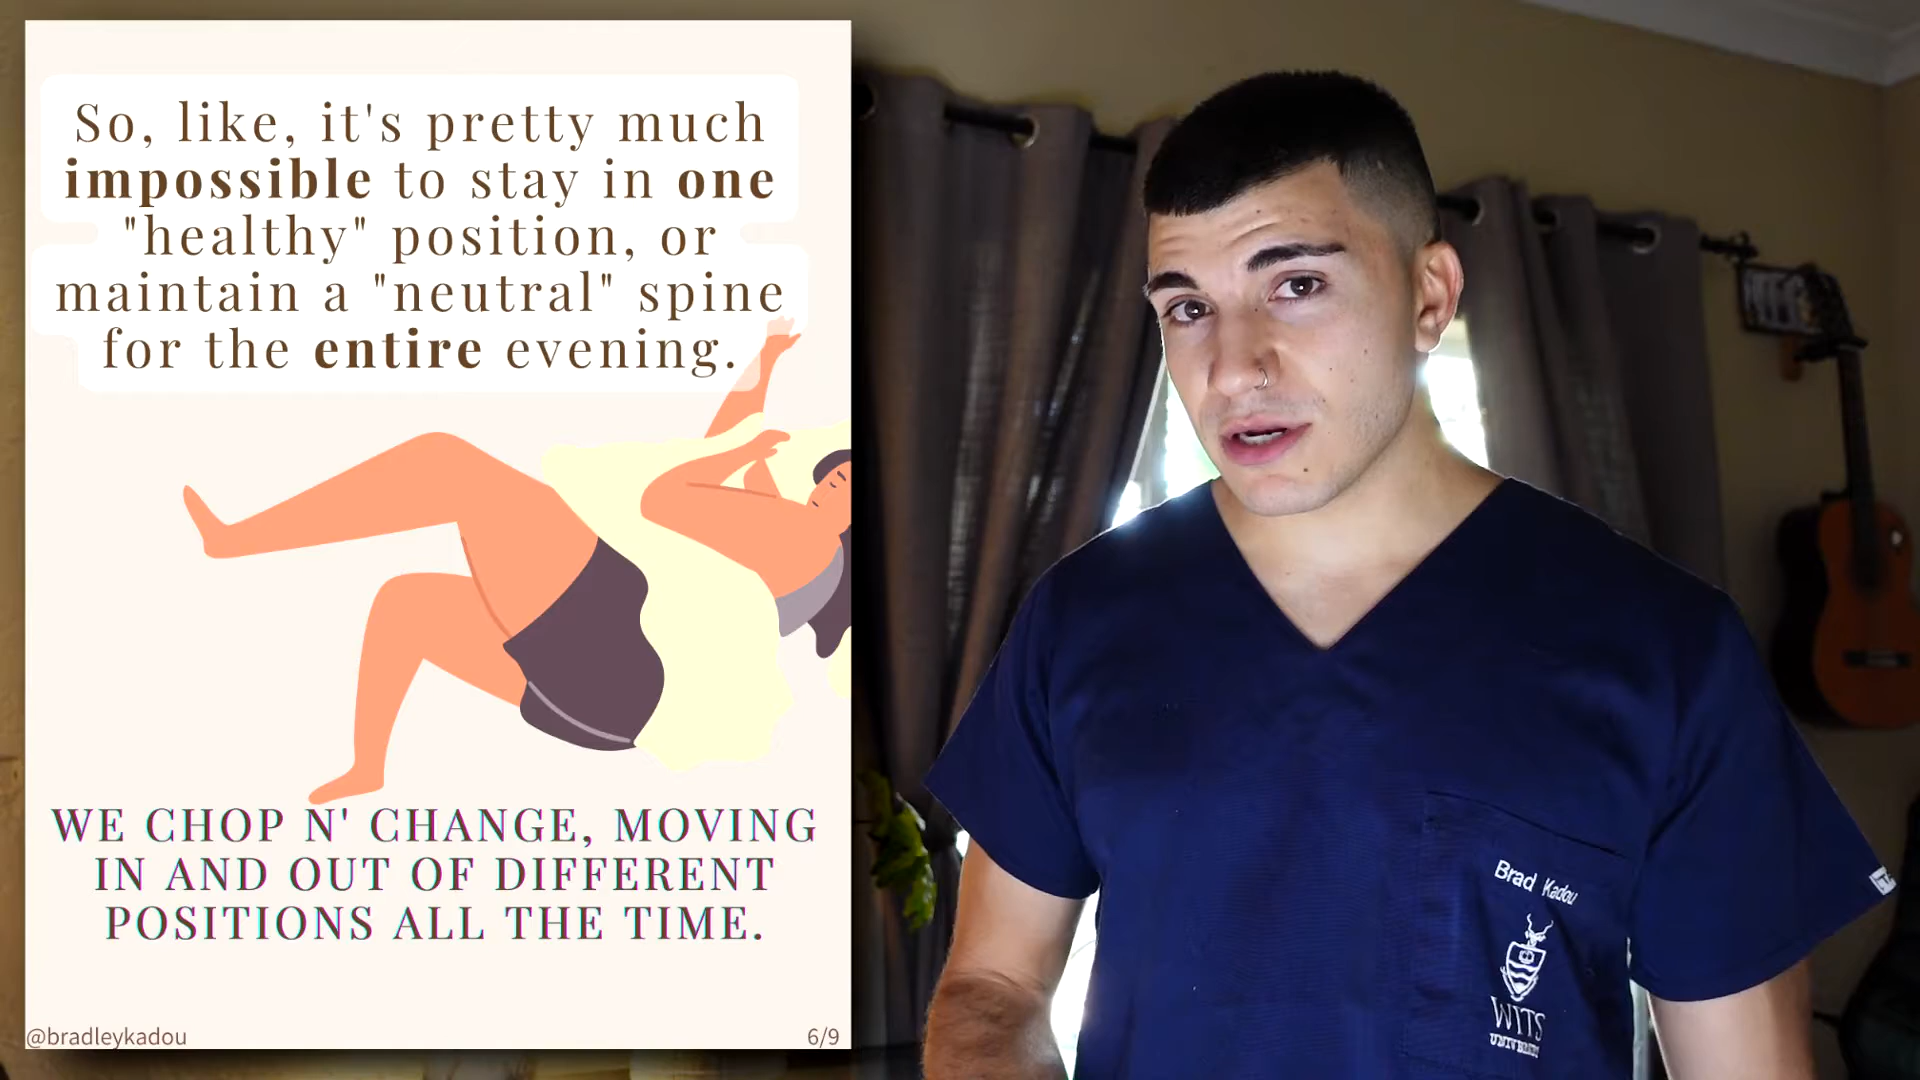 So, like, it's pretty much
impossible to stay in one
"healthy" position, or
maintain a "neutral" spine
for the entire evening.
WE CHOP N' CHANGE, MOVING
IN AND OUT OF DIFFERENT
POSITIONS ALL THE TIME.
@bradleykadou
6/9
Brad Kadou
WITS
UNIVERSITY